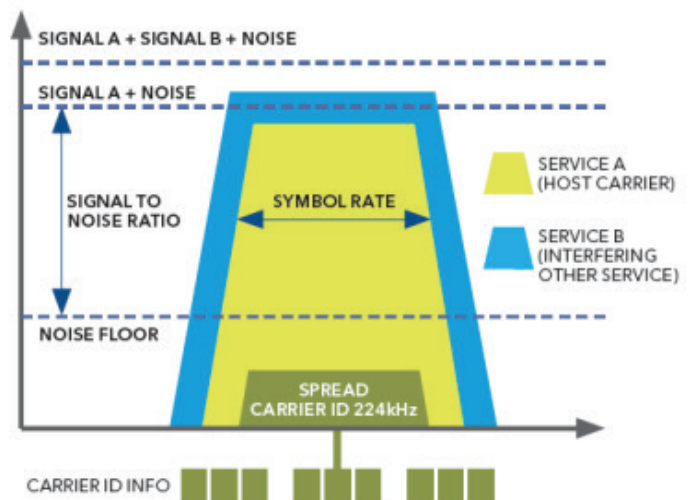 SIGNAL A + SIGNAL B + NOISE
SIGNAL A + NOISE
SIGNAL TO
NOISE RATIO
SYMBOL RATE
SERVICE A
(HOST CARRIER)
SERVICE B
(INTERFERING
OTHER SERVICE)
NOISE FLOOR
SPREAD
CARRIER ID 224kHz
CARRIER ID INFO